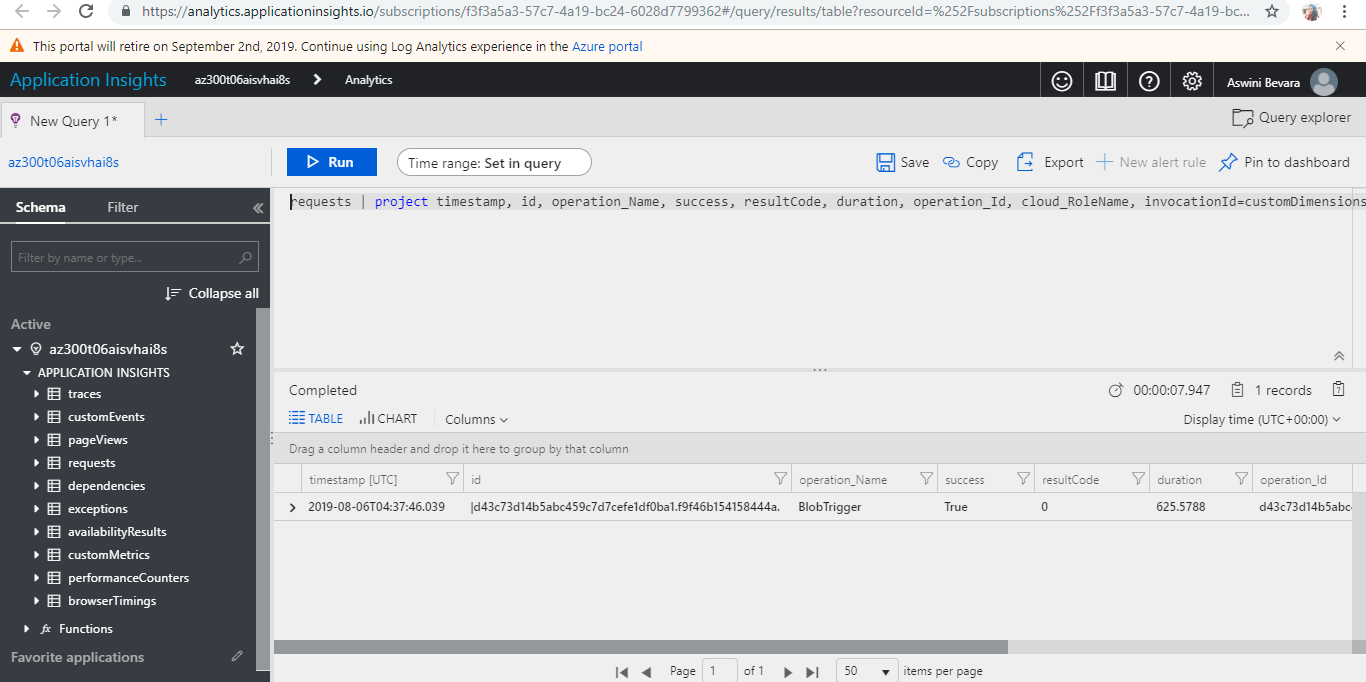 https://analytics.applicationinsights.io/subscriptions/f3f3a5a3-57c7-4a19-bc24-6028d7799362#/query/results/table?resourceId=%252Fsubscriptions%252Ff3f3a5a3-57c7-4a19-bc...
This portal will retire on September 2nd, 2019. Continue using Log Analytics experience in the Azure portal
Application Insights az300t06aisvhai8s Analytics Aswini Bevara
New Query 1* Query explorer
az300t06aisvhai8s Run Time range: Set in query Save Copy Export New alert rule Pin to dashboard
Schema Filter
requests | project timestamp, id, operation_Name, success, resultCode, duration, operation_Id, cloud_RoleName, invocationId=customDimensions
Filter by name or type...
Collapse all
Active
az300t06aisvhai8s
APPLICATION INSIGHTS
traces
customEvents
pageViews
requests
dependencies
exceptions
availabilityResults
customMetrics
performanceCounters
browserTimings
fx Functions
Favorite applications
Completed 00:00:07.947 1 records
TABLE CHART Columns Display time (UTC+00:00)
Drag a column header and drop it here to group by that column
timestamp [UTC] id operation_Name success resultCode duration operation_Id
2019-08-06T04:37:46.039 |d43c73d14b5abc459c7d7cefe1df0ba1.f9f46b154158444a. BlobTrigger True 0 625.5788 d43c73d14b5abc
Page 1 of 1 50 items per page